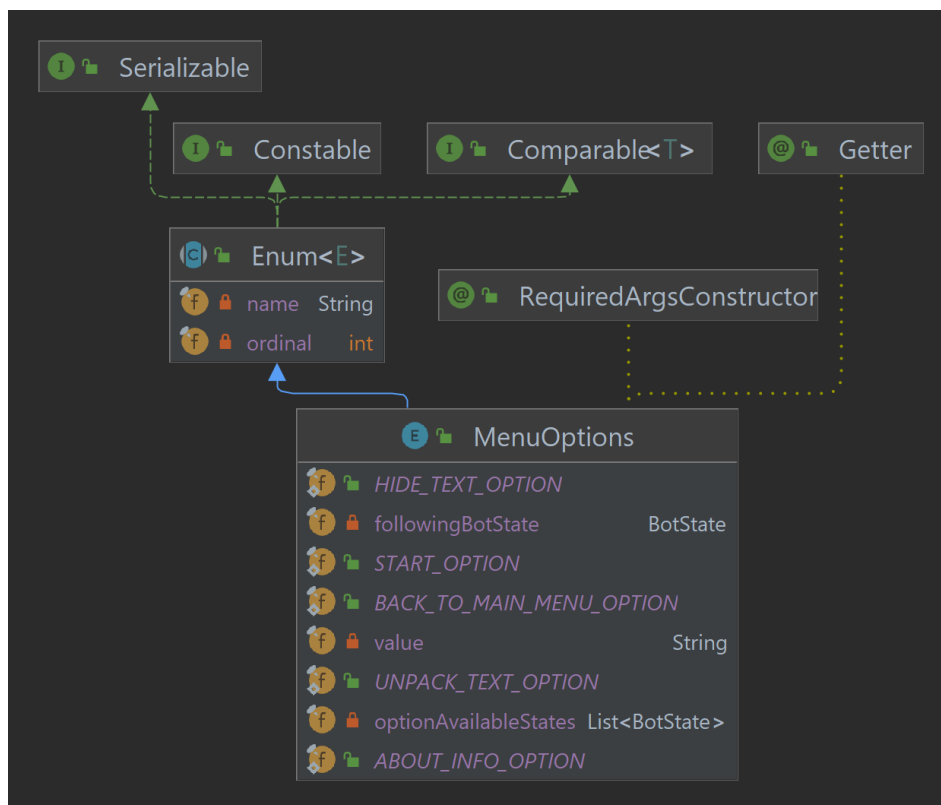 I Serializable
I Constable
I Comparable<T>
@ Getter
C Enum<E>
f name String
f ordinal int
@ RequiredArgsConstructor
E MenuOptions
f HIDE_TEXT_OPTION
f followingBotState BotState
f START_OPTION
f BACK_TO_MAIN_MENU_OPTION
f value String
f UNPACK_TEXT_OPTION
f optionAvailableStates List<BotState>
f ABOUT_INFO_OPTION